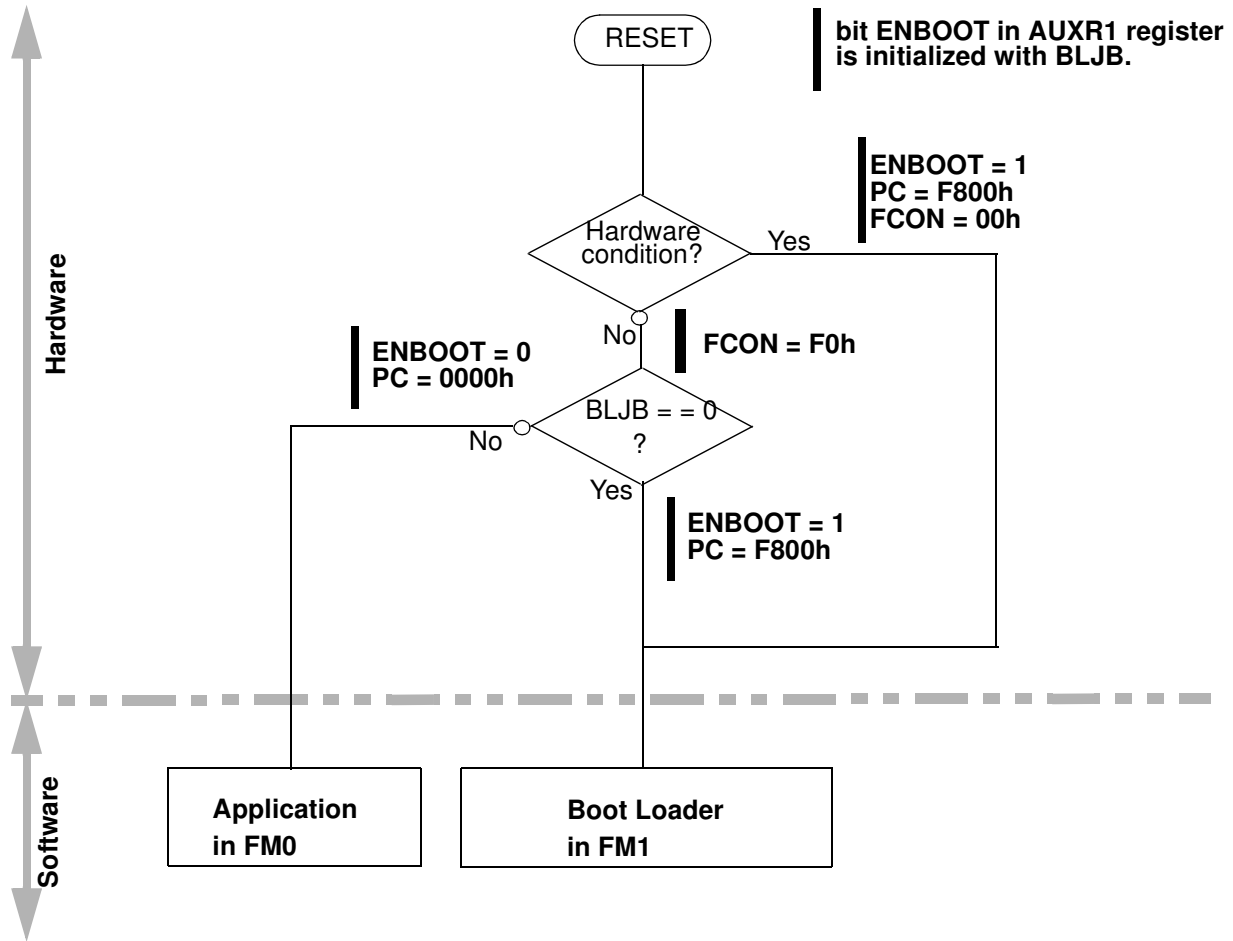 RESET
bit ENBOOT in AUXR1 register
is initialized with BLJB.
ENBOOT = 1
PC = F800h
FCON = 00h
Hardware
condition?
Yes
No
FCON = F0h
ENBOOT = 0
PC = 0000h
BLJB = = 0
?
No
Yes
ENBOOT = 1
PC = F800h
Hardware
Software
Application
in FM0
Boot Loader
in FM1